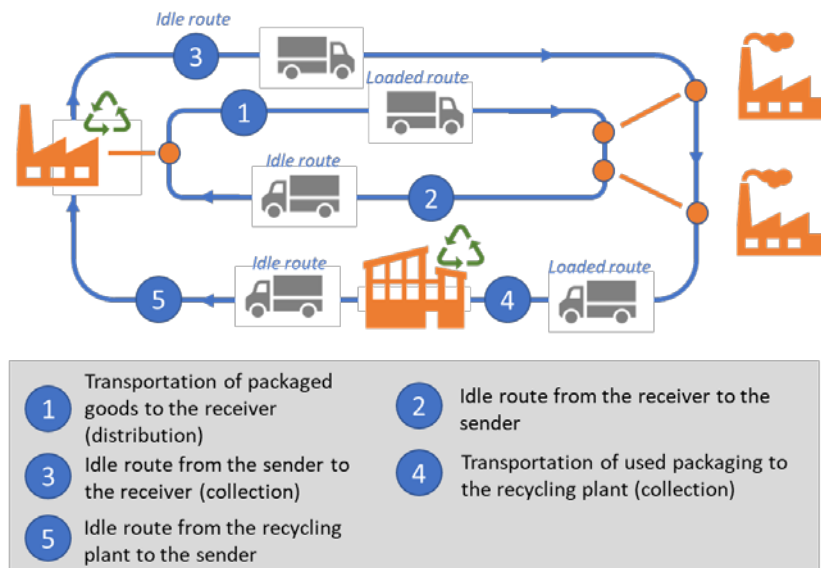 Idle route
3
Loaded route
1
Idle route
2
Idle route
Loaded route
5
4
1
Transportation of packaged
goods to the receiver
(distribution)
2
Idle route from the receiver to the
sender
3
Idle route from the sender to
the receiver (collection)
4
Transportation of used packaging to
the recycling plant (collection)
5
Idle route from the recycling
plant to the sender